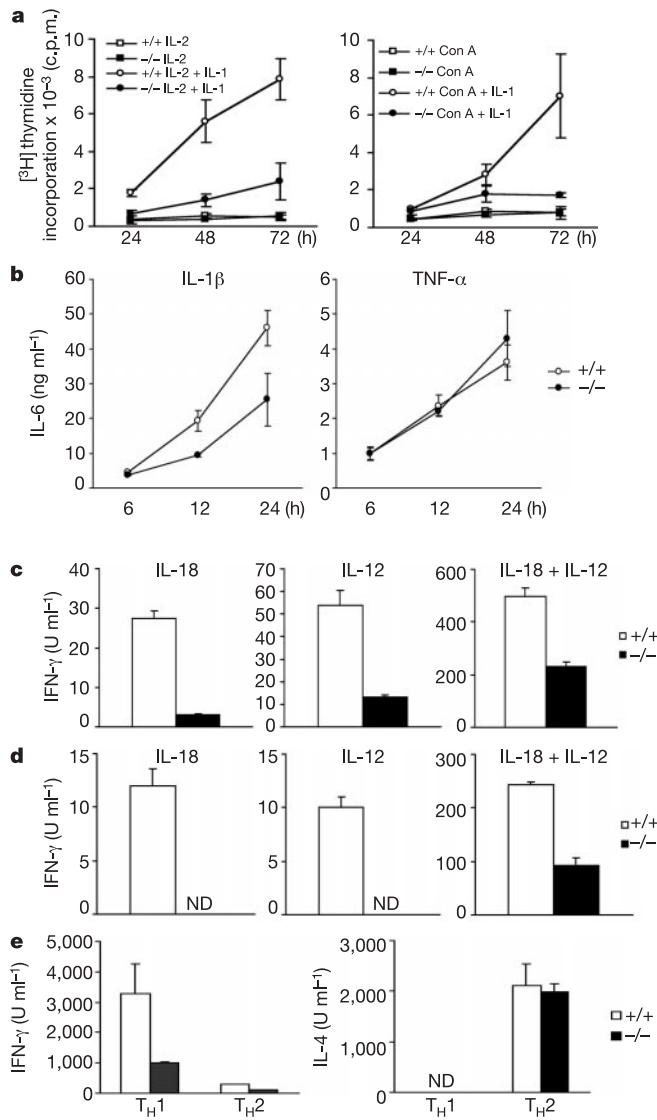 a
+/+ IL-2
−/− IL-2
+/+ IL-2 + IL-1
−/− IL-2 + IL-1
[³H] thymidine
incorporation x 10⁻³ (c.p.m.)
10
8
6
4
2
0
24 48 72 (h)
+/+ Con A
−/− Con A
+/+ Con A + IL-1
−/− Con A + IL-1
10
8
6
4
2
0
24 48 72 (h)
b
IL-1β
IL-6 (ng ml⁻¹)
60
50
40
30
20
10
0
6 12 24 (h)
TNF-α
6
5
4
3
2
1
0
6 12 24 (h)
+/+
−/−
c
IL-18
IFN-γ (U ml⁻¹)
40
30
20
10
0
IL-12
70
60
50
40
30
20
10
0
IL-18 + IL-12
600
400
200
0
+/+
−/−
d
IL-18
IFN-γ (U ml⁻¹)
15
10
5
0
ND
IL-12
15
10
5
0
ND
IL-18 + IL-12
300
200
100
0
+/+
−/−
e
IFN-γ (U ml⁻¹)
5,000
4,000
3,000
2,000
1,000
0
T_H1 T_H2
IL-4 (U ml⁻¹)
3,000
2,000
1,000
0
ND
T_H1 T_H2
+/+
−/−